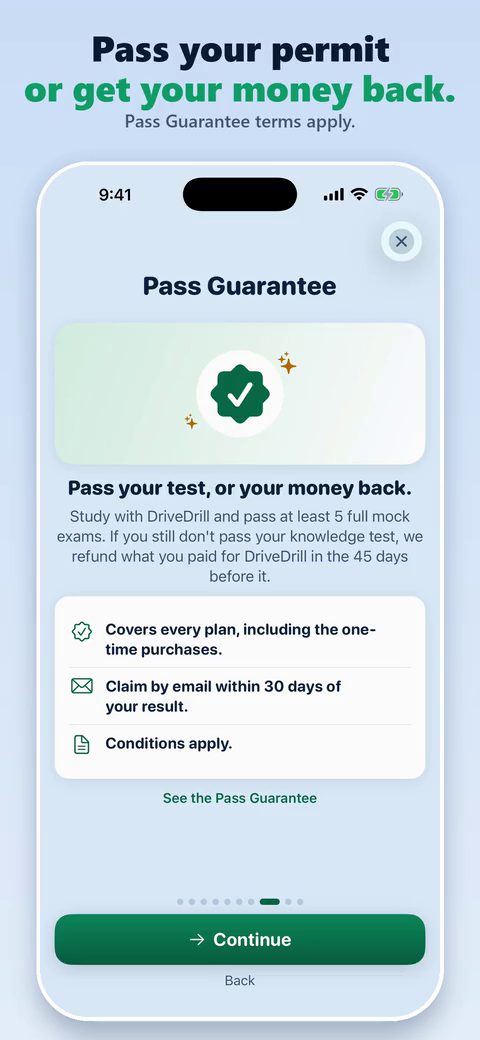 Pass your permit
or get your money back.
Pass Guarantee terms apply.
9:41
Pass Guarantee
Pass your test, or your money back.
Study with DriveDrill and pass at least 5 full mock
exams. If you still don't pass your knowledge test, we
refund what you paid for DriveDrill in the 45 days
before it.
Covers every plan, including the one-
time purchases.
Claim by email within 30 days of
your result.
Conditions apply.
See the Pass Guarantee
Continue
Back